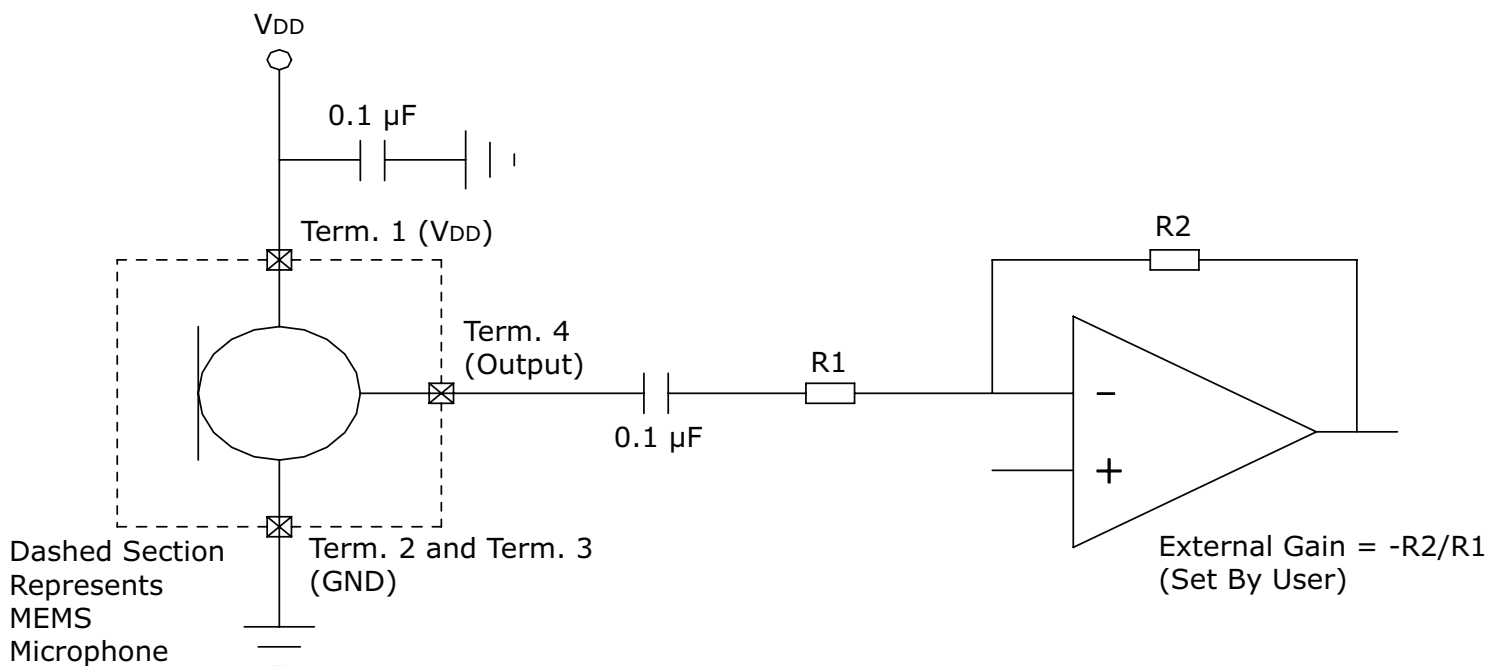 VDD
0.1 µF
Term. 1 (VDD)
R2
Term. 4
(Output)
R1
-
0.1 µF
+
Dashed Section
Represents
MEMS
Microphone
Term. 2 and Term. 3
(GND)
External Gain = -R2/R1
(Set By User)